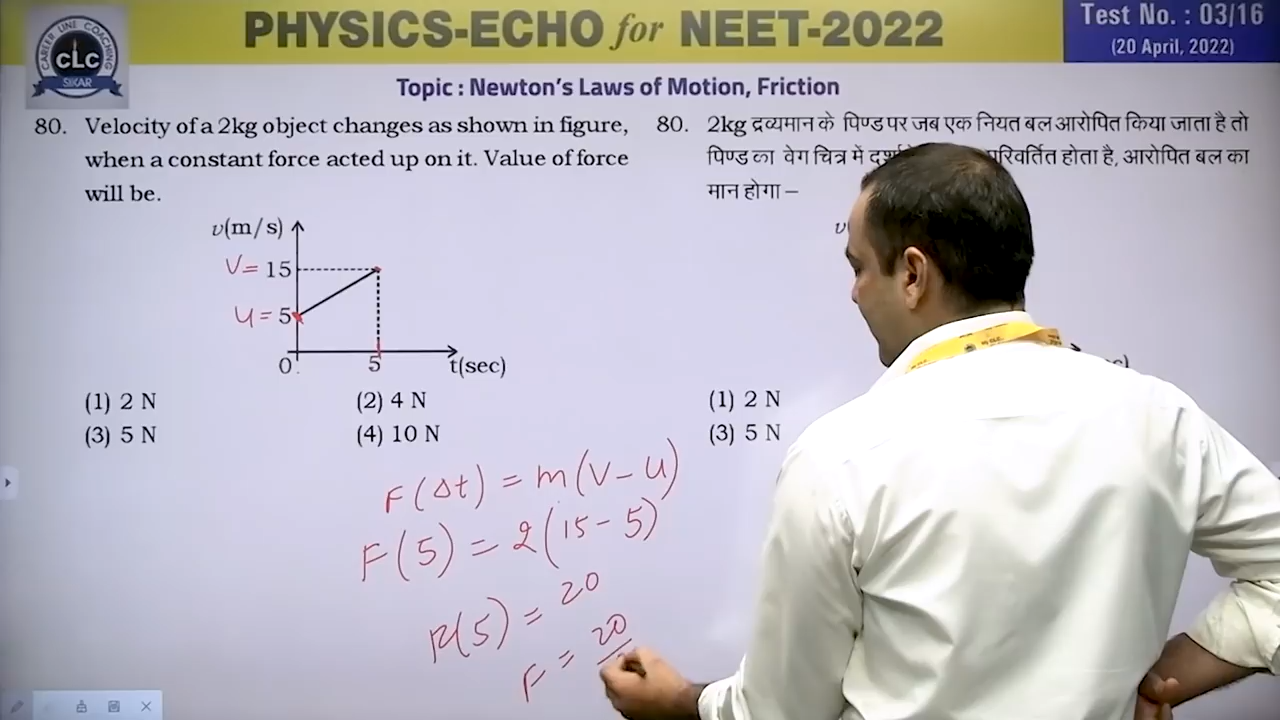 PHYSICS-ECHO for NEET-2022
Test No. : 03/16
(20 April, 2022)
CAREER LINE COACHING
CLC
SIKAR
Topic : Newton's Laws of Motion, Friction
80. Velocity of a 2kg object changes as shown in figure,
when a constant force acted up on it. Value of force
will be.
υ(m/s)
V= 15
u = 5
0 5 t(sec)
(1) 2 N (2) 4 N
(3) 5 N (4) 10 N
F(Δt) = m(v-u)
F(5) = 2(15-5)
F(5) = 20
F = 20
80. 2kg द्रव्यमान के पिण्ड पर जब एक नियत बल आरोपित किया जाता है तो
पिण्ड का वेग चित्र में परिवर्तित होता है, आरोपित बल का
मान होगा –
υ
(1) 2 N
(3) 5 N